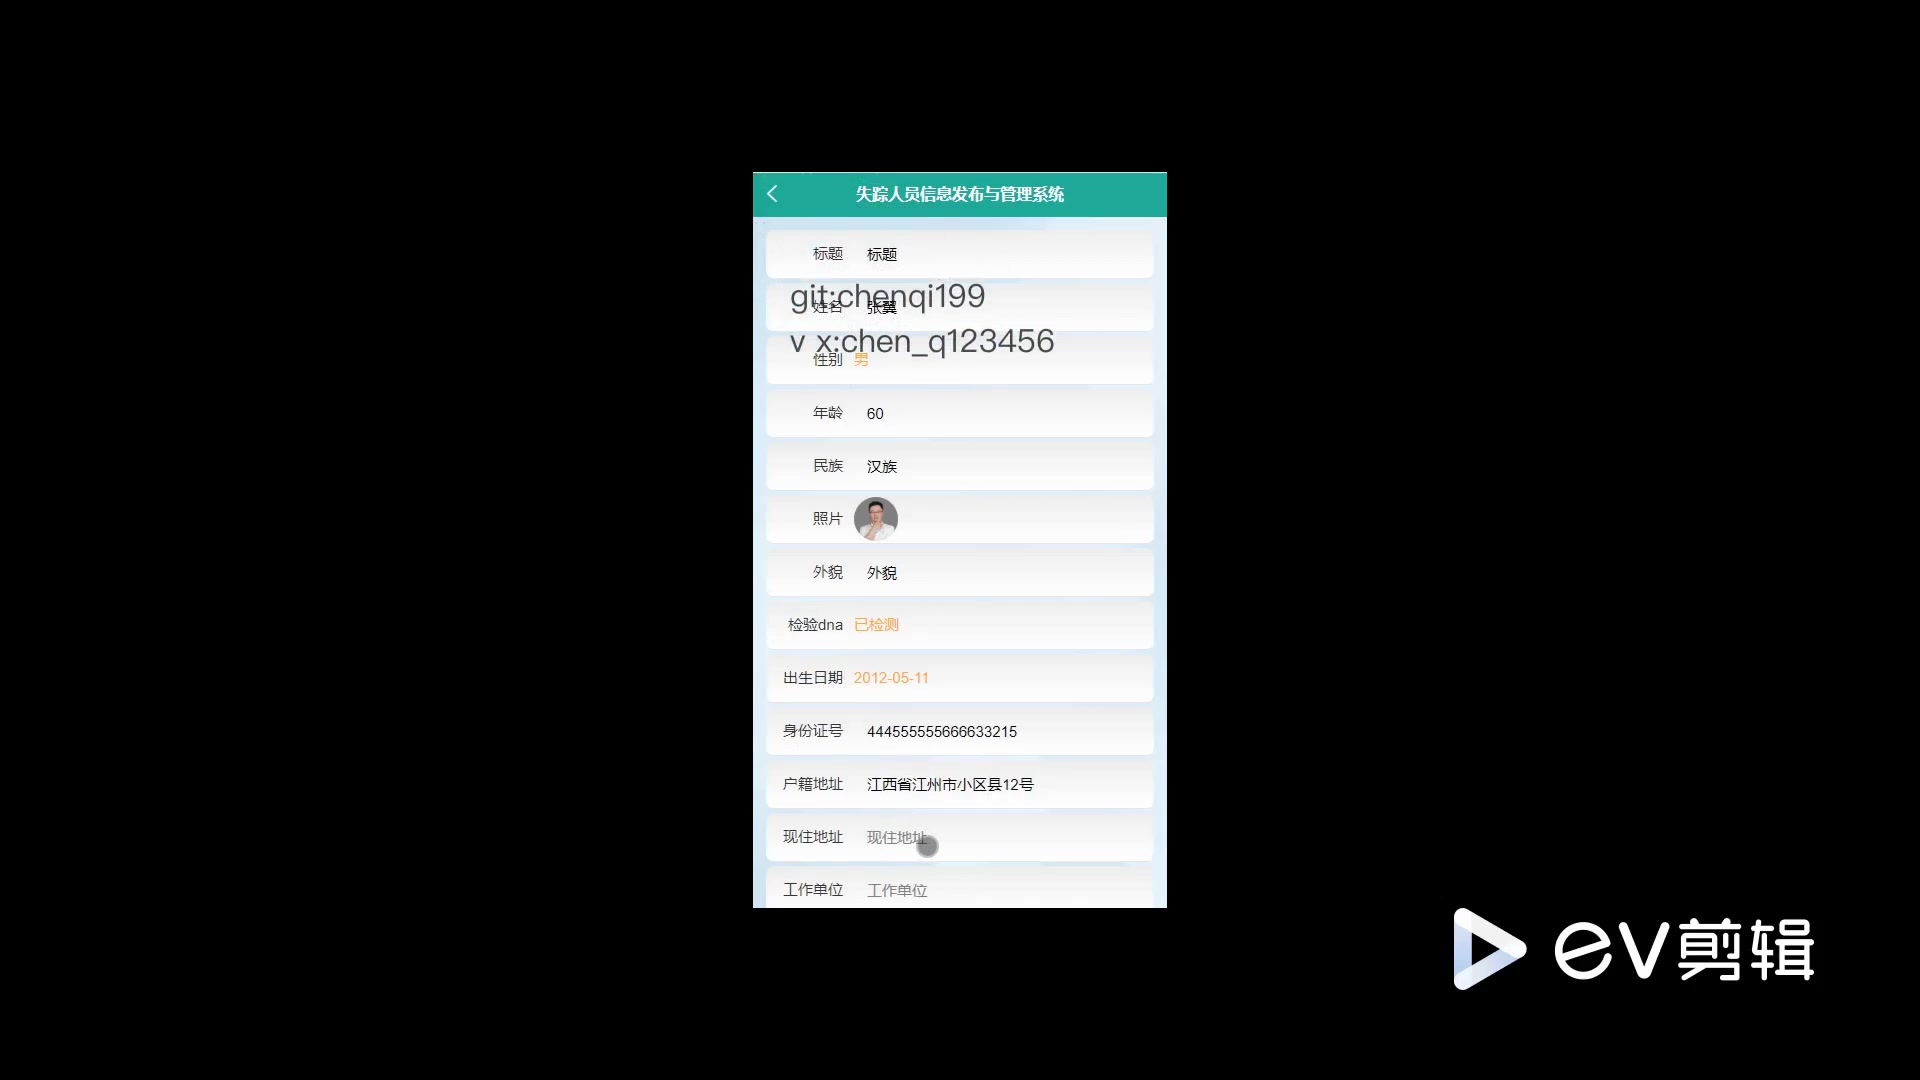 失踪人员信息发布与管理系统
标题 标题
git:chenqi199
姓名 张翼
v x:chen_q123456
性别 男
年龄 60
民族 汉族
照片
外貌 外貌
检验dna 已检测
出生日期 2012-05-11
身份证号 444555555666633215
户籍地址 江西省江州市小区县12号
现住地址 现住地址
工作单位 工作单位
ev剪辑